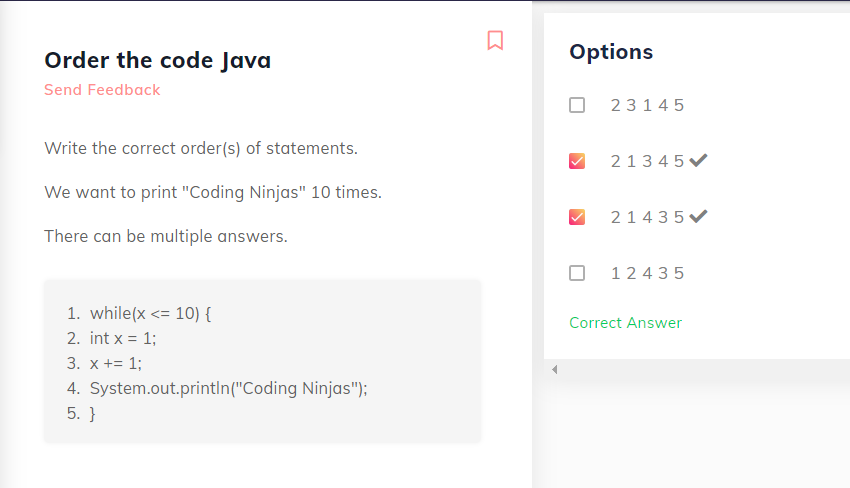 Order the code Java
Send Feedback
Write the correct order(s) of statements.
We want to print "Coding Ninjas" 10 times.
There can be multiple answers.
1. while(x <= 10) {
2. int x = 1;
3. x += 1;
4. System.out.println("Coding Ninjas");
5. }
Options
2 3 1 4 5
2 1 3 4 5
2 1 4 3 5
1 2 4 3 5
Correct Answer